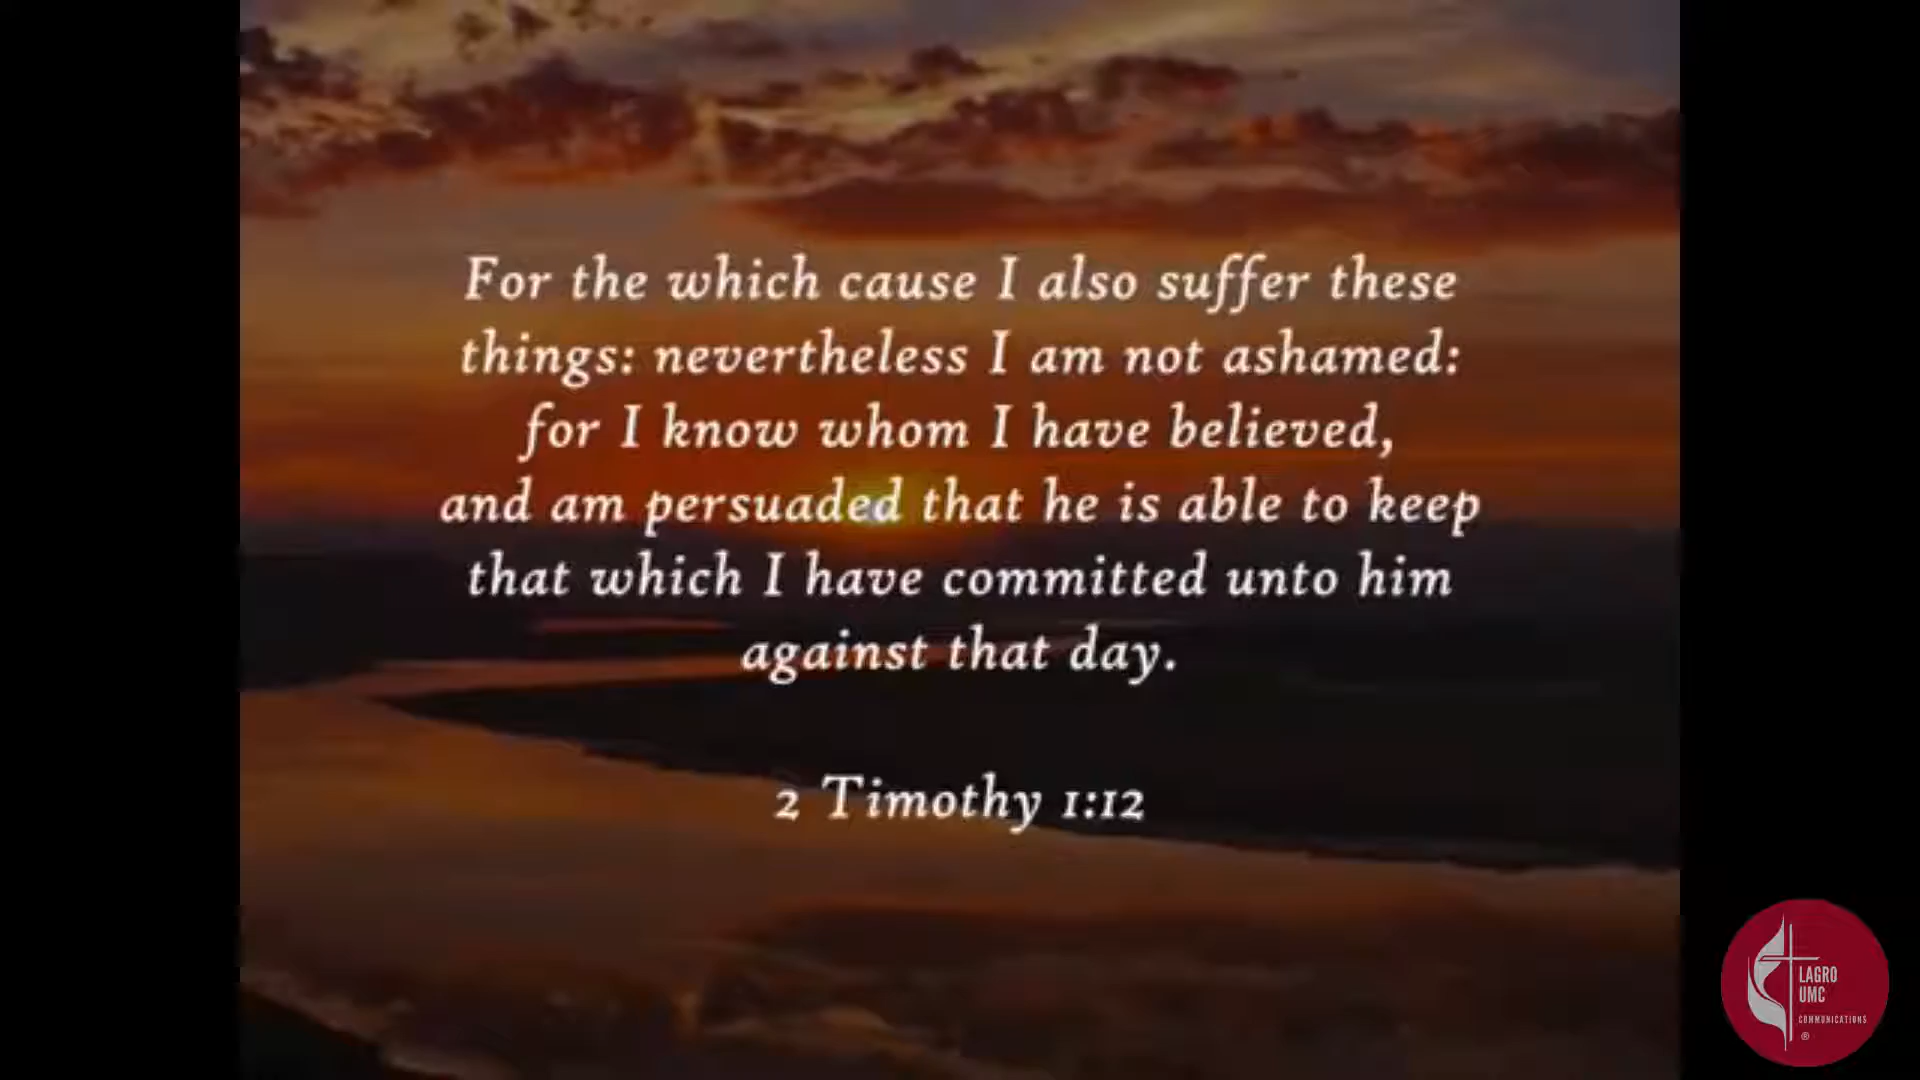 For the which cause I also suffer these
things: nevertheless I am not ashamed:
for I know whom I have believed,
and am persuaded that he is able to keep
that which I have committed unto him
against that day.
2 Timothy 1:12
LAGRO
UMC
COMMUNICATIONS
®